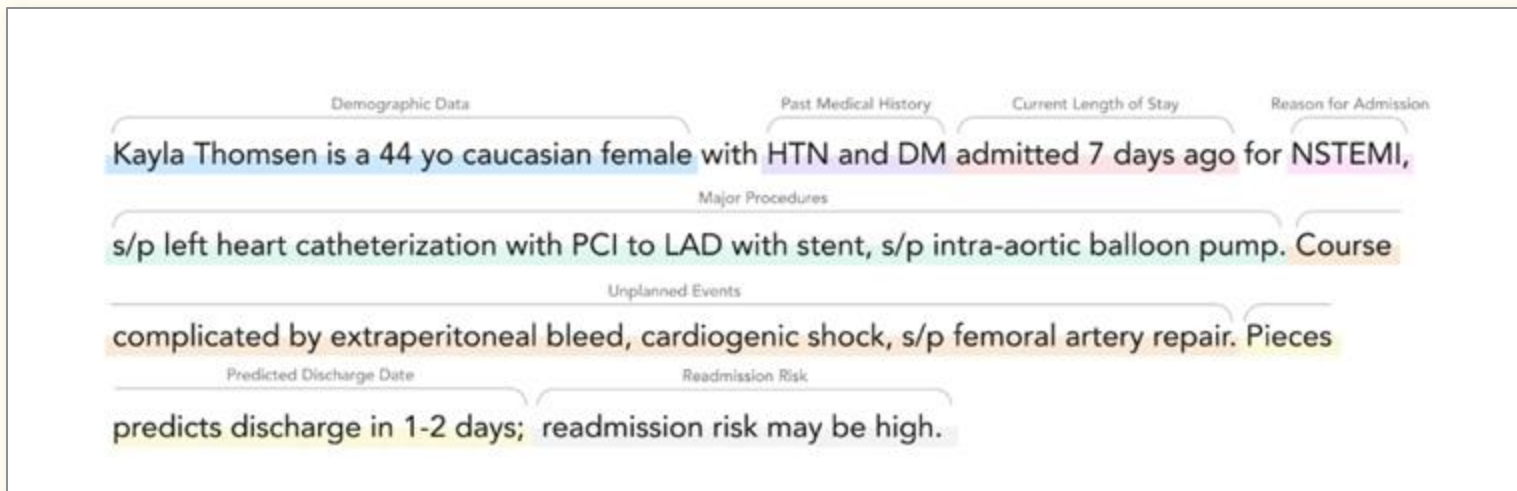 Demographic Data Past Medical History Current Length of Stay Reason for Admission
Kayla Thomsen is a 44 yo caucasian female with HTN and DM admitted 7 days ago for NSTEMI,
Major Procedures
s/p left heart catheterization with PCI to LAD with stent, s/p intra-aortic balloon pump. Course
Unplanned Events
complicated by extraperitoneal bleed, cardiogenic shock, s/p femoral artery repair. Pieces
Predicted Discharge Date Readmission Risk
predicts discharge in 1-2 days; readmission risk may be high.